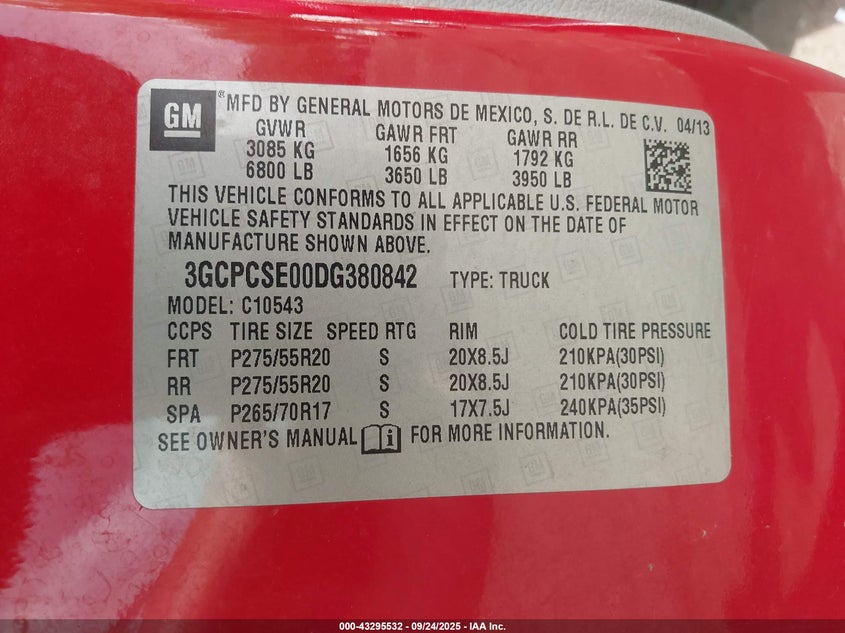 GM ® MFD BY GENERAL MOTORS DE MEXICO, S. DE R.L. DE C.V. 04/13
GVWR GAWR FRT GAWR RR
3085 KG 1656 KG 1792 KG
6800 LB 3650 LB 3950 LB
THIS VEHICLE CONFORMS TO ALL APPLICABLE U.S. FEDERAL MOTOR
VEHICLE SAFETY STANDARDS IN EFFECT ON THE DATE OF
MANUFACTURE SHOWN ABOVE.
3GCPCSE00DG380842 TYPE: TRUCK
MODEL: C10543
CCPS TIRE SIZE SPEED RTG RIM COLD TIRE PRESSURE
FRT P275/55R20 S 20X8.5J 210KPA(30PSI)
RR P275/55R20 S 20X8.5J 210KPA(30PSI)
SPA P265/70R17 S 17X7.5J 240KPA(35PSI)
SEE OWNER'S MANUAL i FOR MORE INFORMATION.
000-43295532 - 09/24/2025 - IAA Inc.